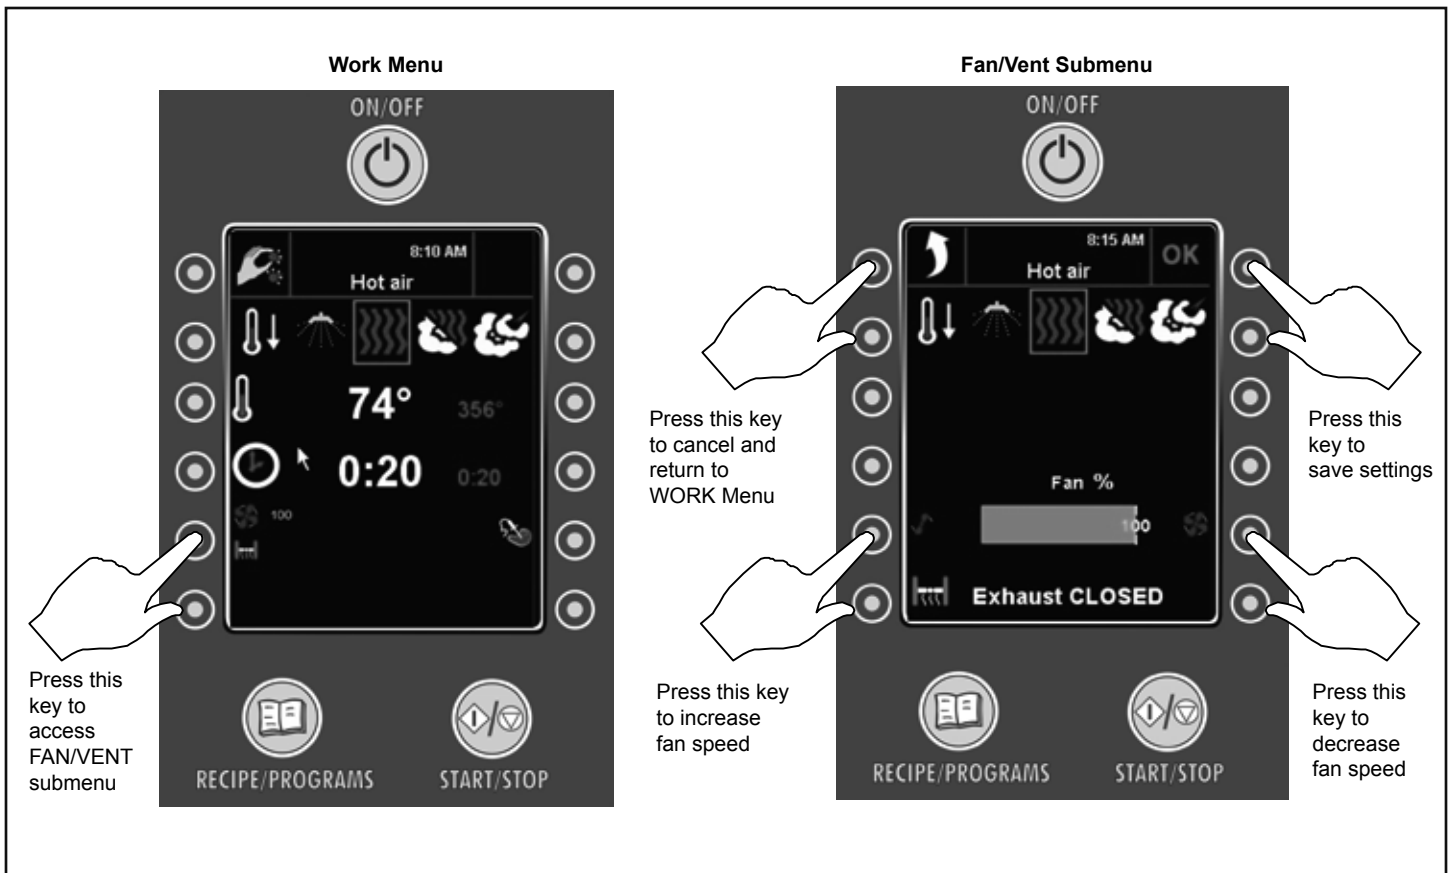 Work Menu
ON/OFF
8:10 AM
Hot air
74° 356°
0:20 0:20
100
Press this
key to
access
FAN/VENT
submenu
RECIPE/PROGRAMS START/STOP
Fan/Vent Submenu
ON/OFF
8:15 AM
OK
Hot air
Press this key
to cancel and
return to
WORK Menu
Press this
key to
save settings
Fan %
100
Exhaust CLOSED
Press this key
to increase
fan speed
Press this
key to
decrease
fan speed
RECIPE/PROGRAMS START/STOP